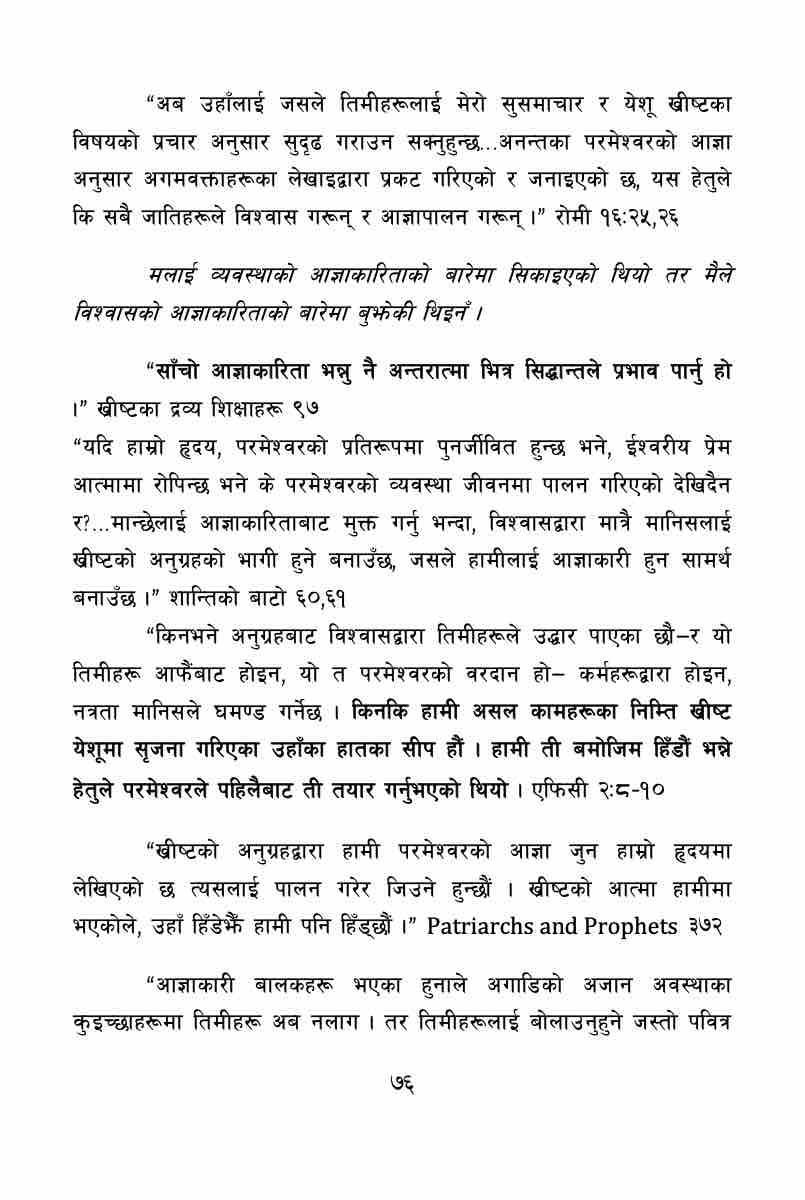 “अब उहाँलाई जसले तिमीहरूलाई मेरो सुसमाचार र येशू ख्रीष्टका
विषयको प्रचार अनुसार सुदृढ गराउन सक्नुहुन्छ...अनन्तका परमेश्वरको आज्ञा
अनुसार अगमवक्ताहरूका लेखाइद्वारा प्रकट गरिएको र जनाइएको छ, यस हेतुले
कि सबै जातिहरूले विश्वास गरून् र आज्ञापालन गरून् ।” रोमी १६:२५,२६
मलाई व्यवस्थाको आज्ञाकारिताको बारेमा सिकाइएको थियो तर मैले
विश्वासको आज्ञाकारिताको बारेमा बुझेकी थिइनँ ।
“साँचो आज्ञाकारिता भन्नु नै अन्तरात्मा भित्र सिद्धान्तले प्रभाव पार्नु हो
।” ख्रीष्टका द्रव्य शिक्षाहरू ९७
“यदि हाम्रो हृदय, परमेश्वरको प्रतिरूपमा पुनर्जीवित हुन्छ भने, ईश्वरीय प्रेम
आत्मामा रोपिन्छ भने के परमेश्वरको व्यवस्था जीवनमा पालन गरिएको देखिदैन
र?...मान्छेलाई आज्ञाकारिताबाट मुक्त गर्नु भन्दा, विश्वासद्वारा मात्रै मानिसलाई
ख्रीष्टको अनुग्रहको भागी हुने बनाउँछ, जसले हामीलाई आज्ञाकारी हुन सामर्थ
बनाउँछ ।” शान्तिको बाटो ६०,६१
“किनभने अनुग्रहबाट विश्वासद्वारा तिमीहरूले उद्धार पाएका छौ–र यो
तिमीहरू आफैंबाट होइन, यो त परमेश्वरको वरदान हो– कर्महरूद्वारा होइन,
नत्रता मानिसले घमण्ड गर्नेछ । किनकि हामी असल कामहरूका निम्ति ख्रीष्ट
येशूमा सृजना गरिएका उहाँका हातका सीप हौं । हामी ती बमोजिम हिँडौं भन्ने
हेतुले परमेश्वरले पहिलैबाट ती तयार गर्नुभएको थियो । एफिसी २:८-१०
“ख्रीष्टको अनुग्रहद्वारा हामी परमेश्वरको आज्ञा जुन हाम्रो हृदयमा
लेखिएको छ त्यसलाई पालन गरेर जिउने हुन्छौं । ख्रीष्टको आत्मा हामीमा
भएकोले, उहाँ हिँडेझैं हामी पनि हिँड्छौं ।” Patriarchs and Prophets ३७२
“आज्ञाकारी बालकहरू भएका हुनाले अगाडिको अजान अवस्थाका
कुइच्छाहरूमा तिमीहरू अब नलाग । तर तिमीहरूलाई बोलाउनुहुने जस्तो पवित्र
७६